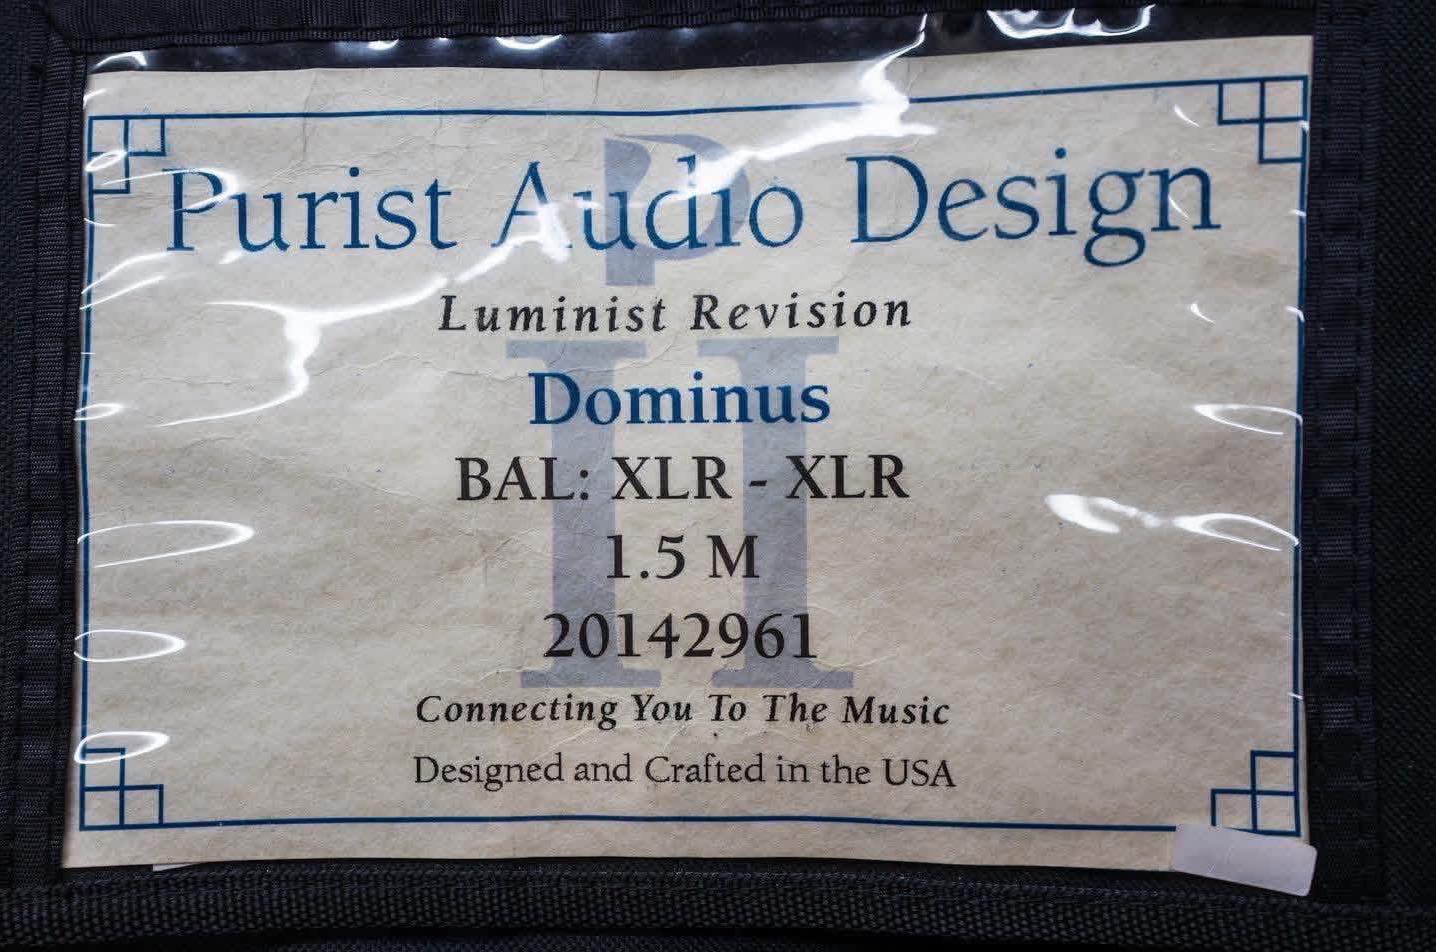 Purist Audio Design
Luminist Revision
Dominus
BAL: XLR - XLR
1.5 M
20142961
Connecting You To The Music
Designed and Crafted in the USA
P
II